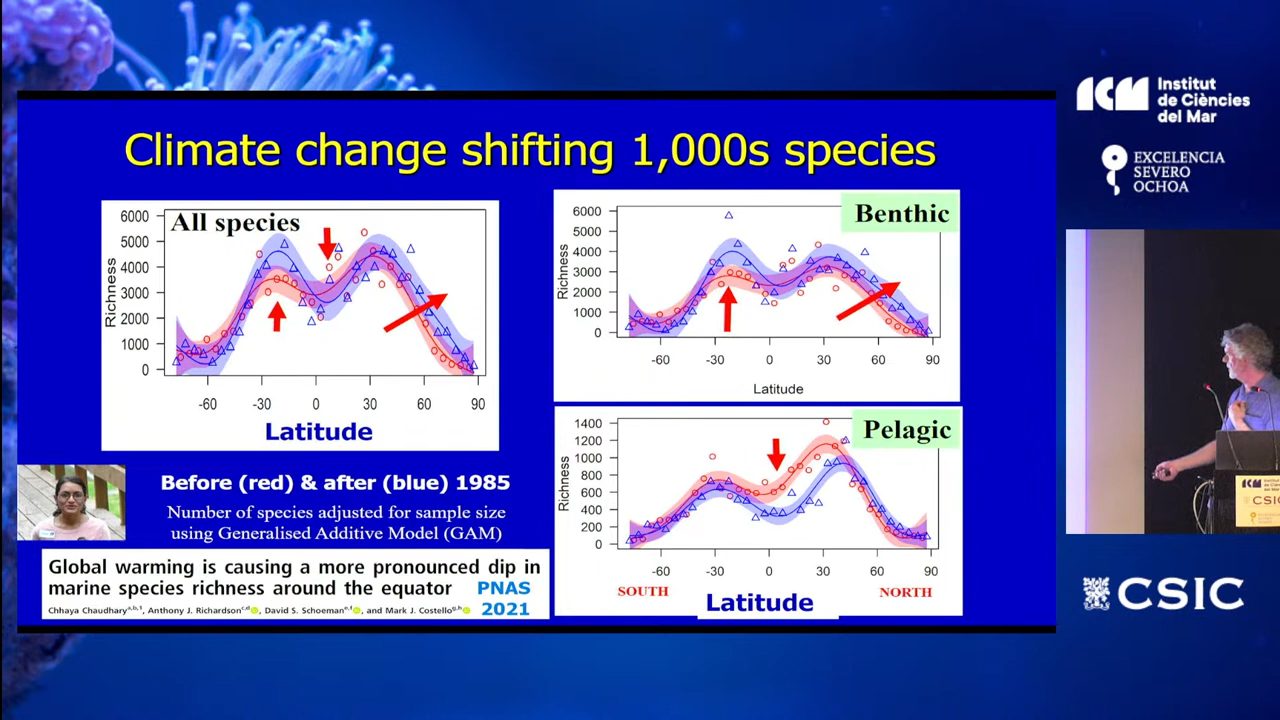 Climate change shifting 1,000s species
All species
Richness
6000
5000
4000
3000
2000
1000
0
-60 -30 0 30 60 90
Latitude
Benthic
Richness
6000
5000
4000
3000
2000
1000
0
-60 -30 0 30 60 90
Latitude
Pelagic
Richness
1400
1200
1000
800
600
400
200
0
-60 -30 0 30 60 90
SOUTH NORTH
Latitude
Before (red) & after (blue) 1985
Number of species adjusted for sample size
using Generalised Additive Model (GAM)
Global warming is causing a more pronounced dip in
marine species richness around the equator PNAS
2021
Chhaya Chaudhary, Anthony J. Richardson, David S. Schoeman, and Mark J. Costello
ICM Institut
de Ciències
del Mar
EXCELENCIA
SEVERO
OCHOA
CSIC
CSIC